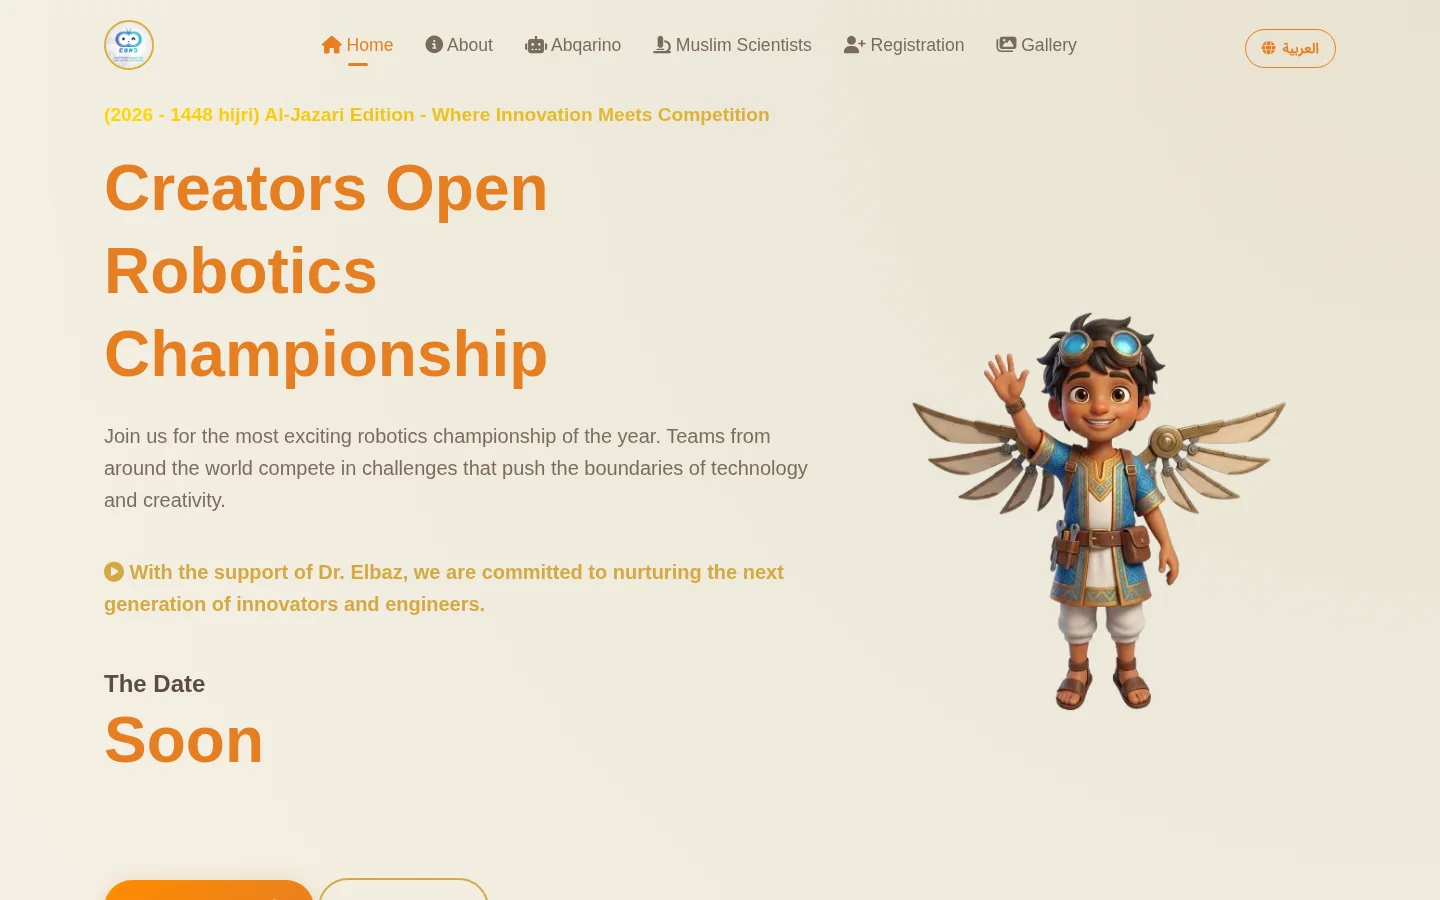 Home
About
Abqarino
Muslim Scientists
Registration
Gallery
العربية
(2026 - 1448 hijri) Al-Jazari Edition - Where Innovation Meets Competition
Creators Open
Robotics
Championship
Join us for the most exciting robotics championship of the year. Teams from
around the world compete in challenges that push the boundaries of technology
and creativity.
With the support of Dr. Elbaz, we are committed to nurturing the next
generation of innovators and engineers.
The Date
Soon